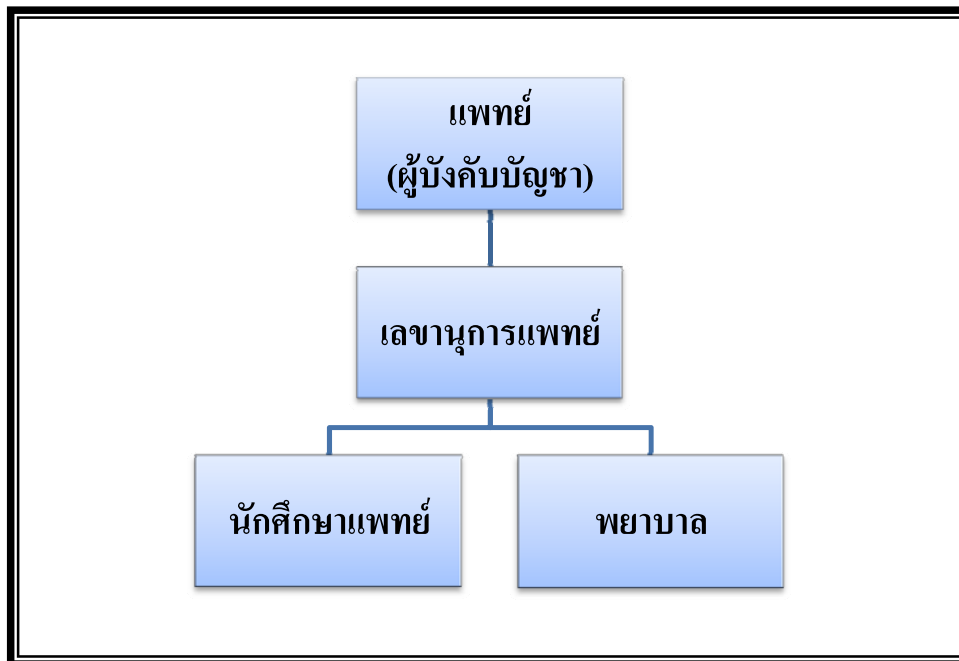 แพทย์
(ผู้บังคับบัญชา)
เลขานุการแพทย์
นักศึกษาแพทย์
พยาบาล